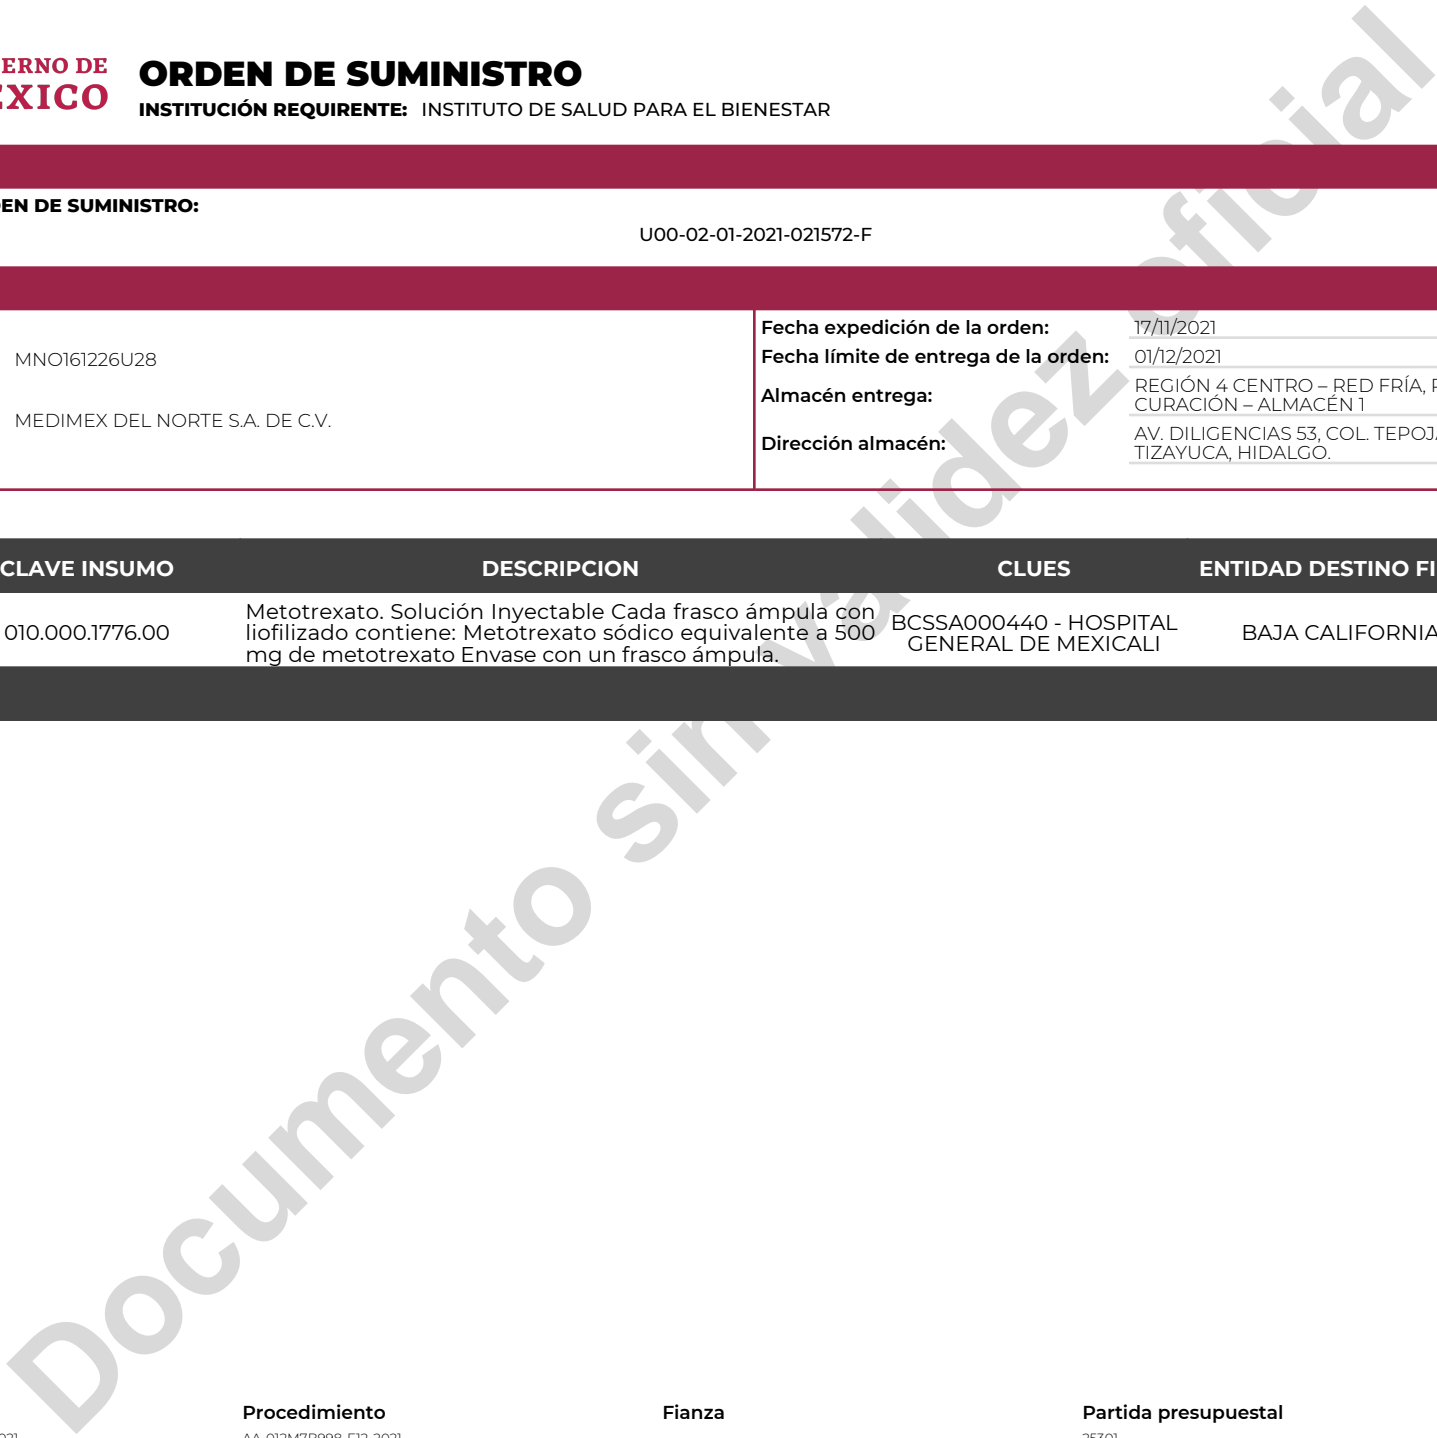 ERNO DE
XICO
ORDEN DE SUMINISTRO
INSTITUCIÓN REQUIRENTE: INSTITUTO DE SALUD PARA EL BIENESTAR
EN DE SUMINISTRO:
U00-02-01-2021-021572-F
MNO161226U28
MEDIMEX DEL NORTE S.A. DE C.V.
Fecha expedición de la orden: 17/11/2021
Fecha límite de entrega de la orden: 01/12/2021
Almacén entrega: REGIÓN 4 CENTRO – RED FRÍA,
CURACIÓN – ALMACÉN 1
Dirección almacén: AV. DILIGENCIAS 53, COL. TEPOJ
TIZAYUCA, HIDALGO.
CLAVE INSUMO DESCRIPCION CLUES ENTIDAD DESTINO FI
010.000.1776.00
Metotrexato. Solución Inyectable Cada frasco ámpula con
liofilizado contiene: Metotrexato sódico equivalente a 500
mg de metotrexato Envase con un frasco ámpula.
BCSSA000440 - HOSPITAL
GENERAL DE MEXICALI
BAJA CALIFORNIA
Documento sin validez oficial
Procedimiento Fianza Partida presupuestal